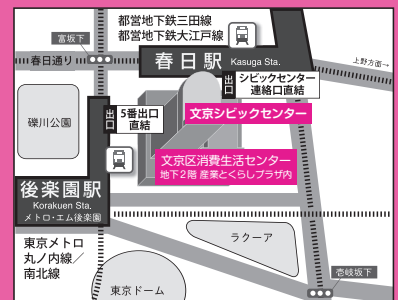 都営地下鉄三田線
都営地下鉄大江戸線
富坂下
春日通り
春日駅 Kasuga Sta.
上野方面→
出口
シビックセンター
連絡口直結
礫川公園
出口
5番出口
直結
文京シビックセンター
文京区消費生活センター
地下2階 産業とくらしプラザ内
後楽園駅
Korakuen Sta.
メトロ・エム後楽園
東京メトロ
丸ノ内線／
南北線
ラクーア
壱岐坂下
東京ドーム